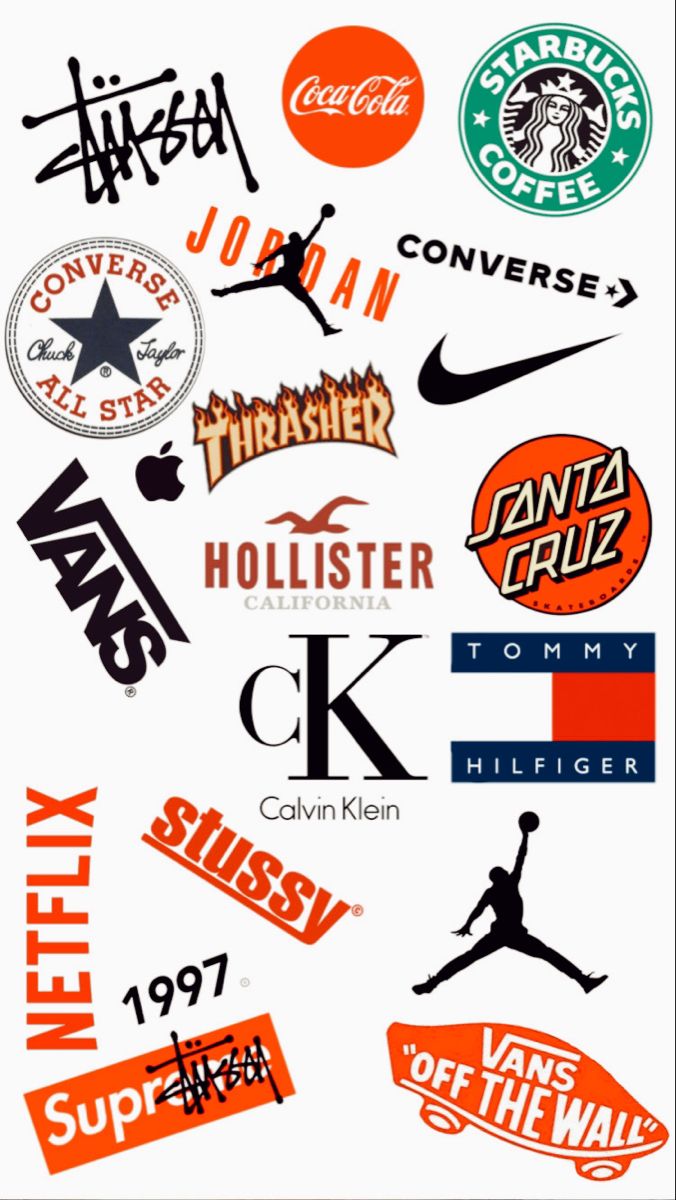 Stüssy
Coca-Cola
STARBUCKS
COFFEE
JORDAN
CONVERSE
CONVERSE
Chuck Taylor
®
ALL STAR
THRASHER
VANS
®
SANTA
CRUZ
SKATEBOARDS
HOLLISTER
CALIFORNIA
cK
Calvin Klein
TOMMY
HILFIGER
NETFLIX
stussy
1997
Supreme
Stüssy
VANS
"OFF THE WALL"